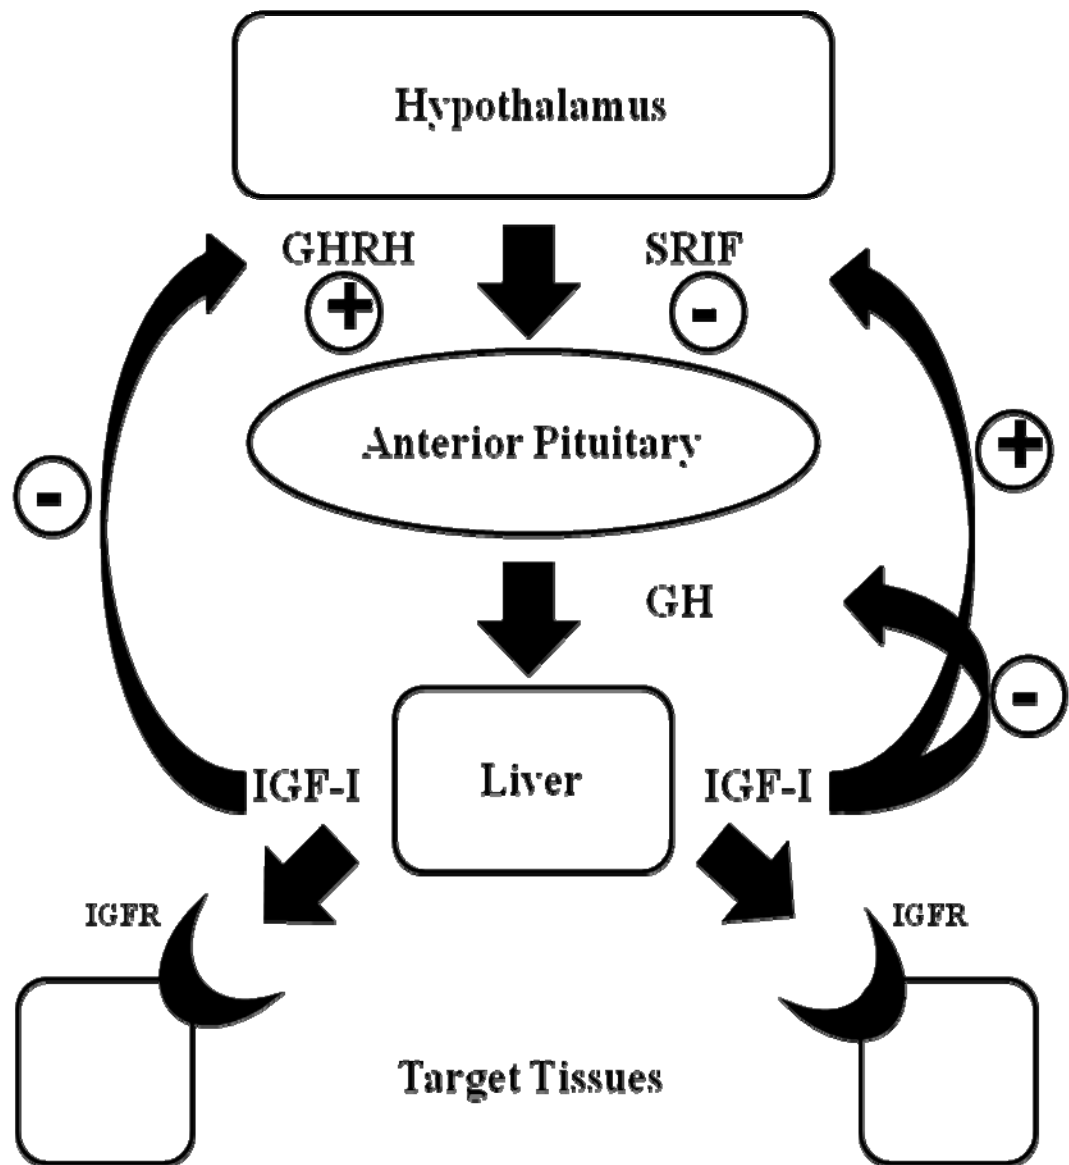 Hypothalamus
GHRH
SRIF
+
-
Anterior Pituitary
-
+
GH
-
IGF-I
Liver
IGF-I
IGFR
IGFR
Target Tissues